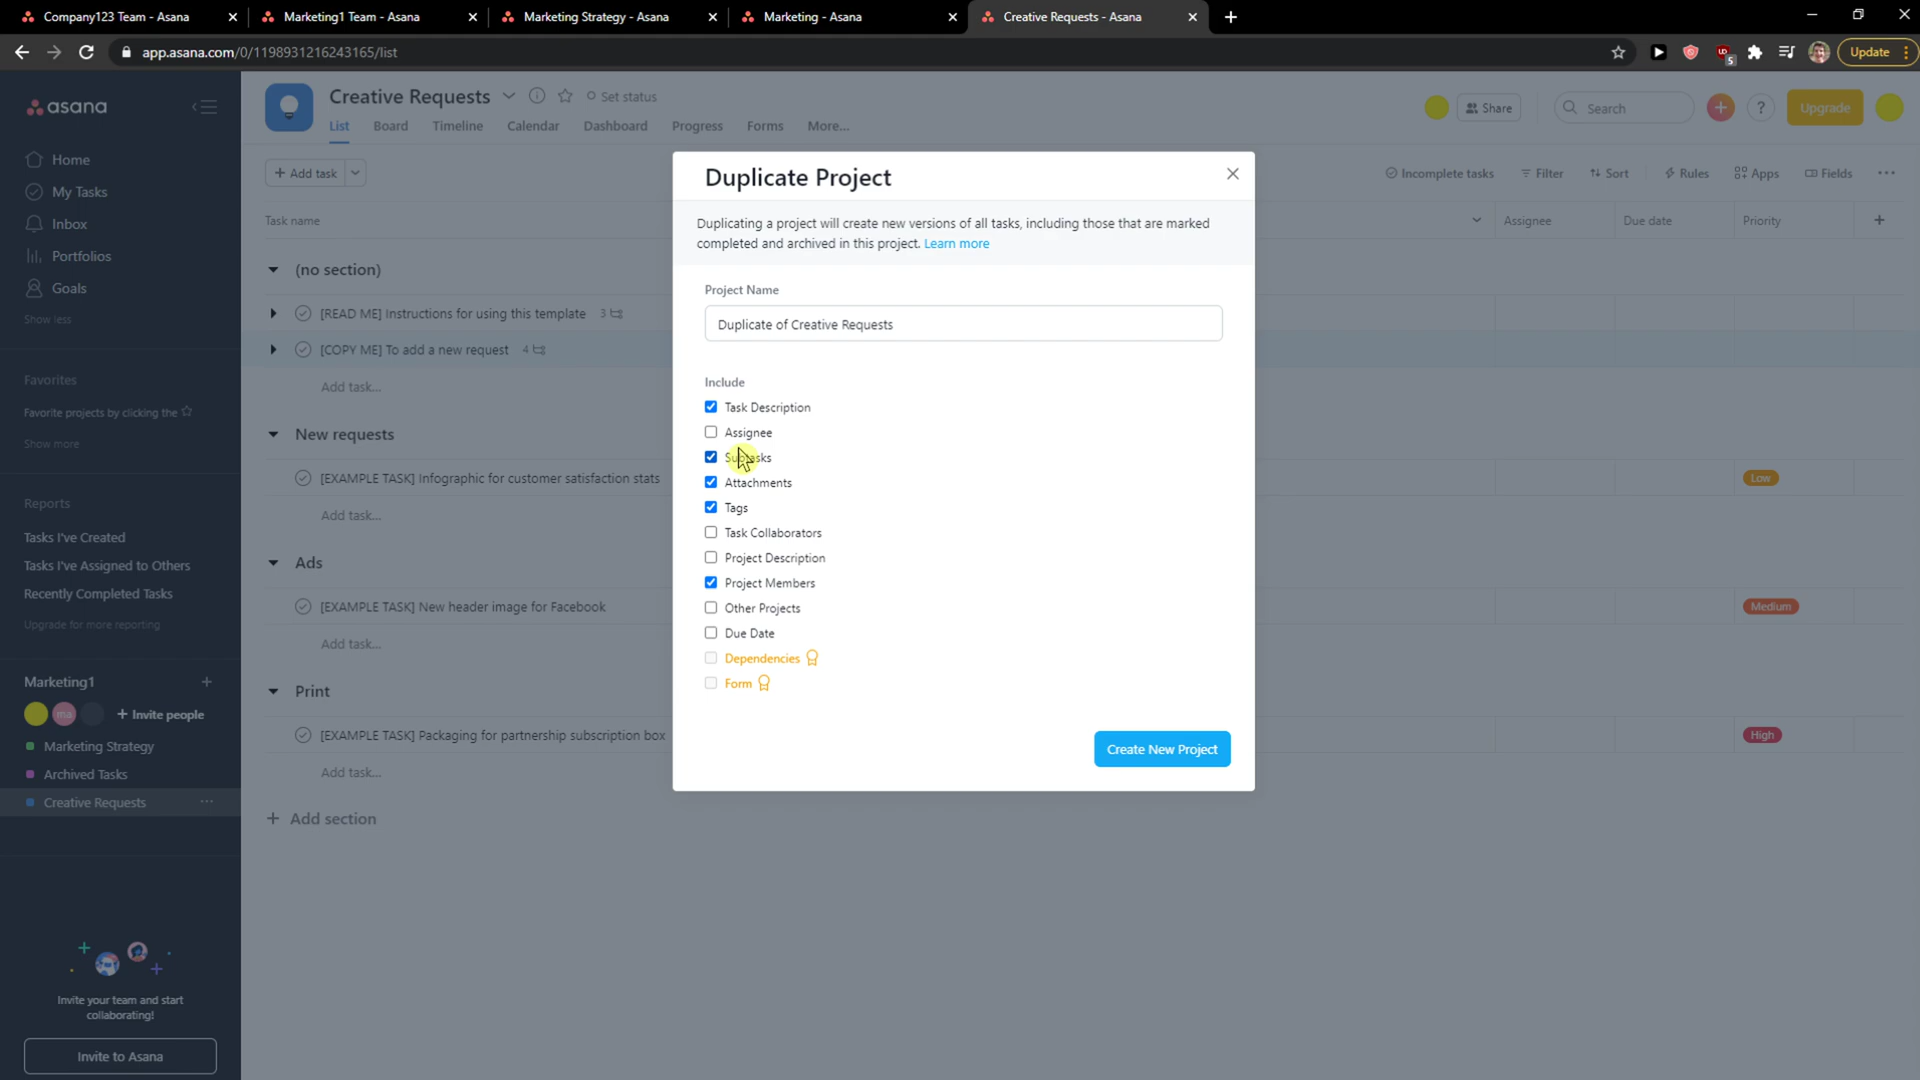 Company123 Team - Asana
Marketing1 Team - Asana
Marketing Strategy - Asana
Marketing - Asana
Creative Requests - Asana
app.asana.com/0/1198931216243165/list
5
Update
asana
Home
My Tasks
Inbox
Portfolios
Goals
Show less
Favorites
Favorite projects by clicking the
Show more
Reports
Tasks I've Created
Tasks I've Assigned to Others
Recently Completed Tasks
Upgrade for more reporting
Marketing1
ma
Invite people
Marketing Strategy
Archived Tasks
Creative Requests
Invite your team and start
collaborating!
Invite to Asana
Creative Requests
Set status
Share
Search
?
Upgrade
List
Board
Timeline
Calendar
Dashboard
Progress
Forms
More...
+ Add task
Incomplete tasks
Filter
Sort
Rules
Apps
Fields
Task name
Assignee
Due date
Priority
(no section)
[READ ME] Instructions for using this template 3
[COPY ME] To add a new request 4
Add task...
New requests
[EXAMPLE TASK] Infographic for customer satisfaction stats
Low
Add task...
Ads
[EXAMPLE TASK] New header image for Facebook
Medium
Add task...
Print
[EXAMPLE TASK] Packaging for partnership subscription box
High
Add task...
+ Add section
Duplicate Project
Duplicating a project will create new versions of all tasks, including those that are marked
completed and archived in this project. Learn more
Project Name
Duplicate of Creative Requests
Include
Task Description
Assignee
Subtasks
Attachments
Tags
Task Collaborators
Project Description
Project Members
Other Projects
Due Date
Dependencies
Form
Create New Project